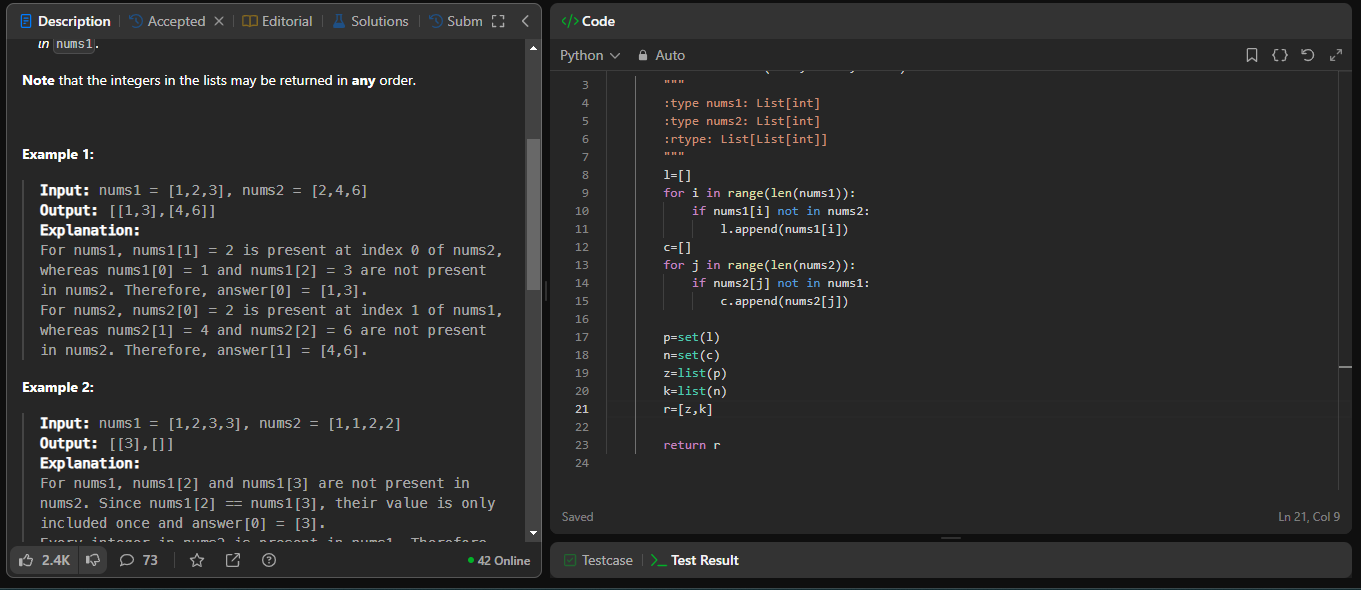 Description
Accepted
Editorial
Solutions
Subm
in nums1.
Note that the integers in the lists may be returned in any order.
Example 1:
Input: nums1 = [1,2,3], nums2 = [2,4,6]
Output: [[1,3],[4,6]]
Explanation:
For nums1, nums1[1] = 2 is present at index 0 of nums2,
whereas nums1[0] = 1 and nums1[2] = 3 are not present
in nums2. Therefore, answer[0] = [1,3].
For nums2, nums2[0] = 2 is present at index 1 of nums1,
whereas nums2[1] = 4 and nums2[2] = 6 are not present
in nums2. Therefore, answer[1] = [4,6].
Example 2:
Input: nums1 = [1,2,3,3], nums2 = [1,1,2,2]
Output: [[3],[]]
Explanation:
For nums1, nums1[2] and nums1[3] are not present in
nums2. Since nums1[2] == nums1[3], their value is only
included once and answer[0] = [3].
Every integer in nums2 is present in nums1. Therefore
2.4K
73
42 Online
</> Code
Python
Auto
3 """
4 :type nums1: List[int]
5 :type nums2: List[int]
6 :rtype: List[List[int]]
7 """
8 l=[]
9 for i in range(len(nums1)):
10 if nums1[i] not in nums2:
11 l.append(nums1[i])
12 c=[]
13 for j in range(len(nums2)):
14 if nums2[j] not in nums1:
15 c.append(nums2[j])
16
17 p=set(l)
18 n=set(c)
19 z=list(p)
20 k=list(n)
21 r=[z,k]
22
23 return r
24
Saved
Ln 21, Col 9
Testcase
>_ Test Result